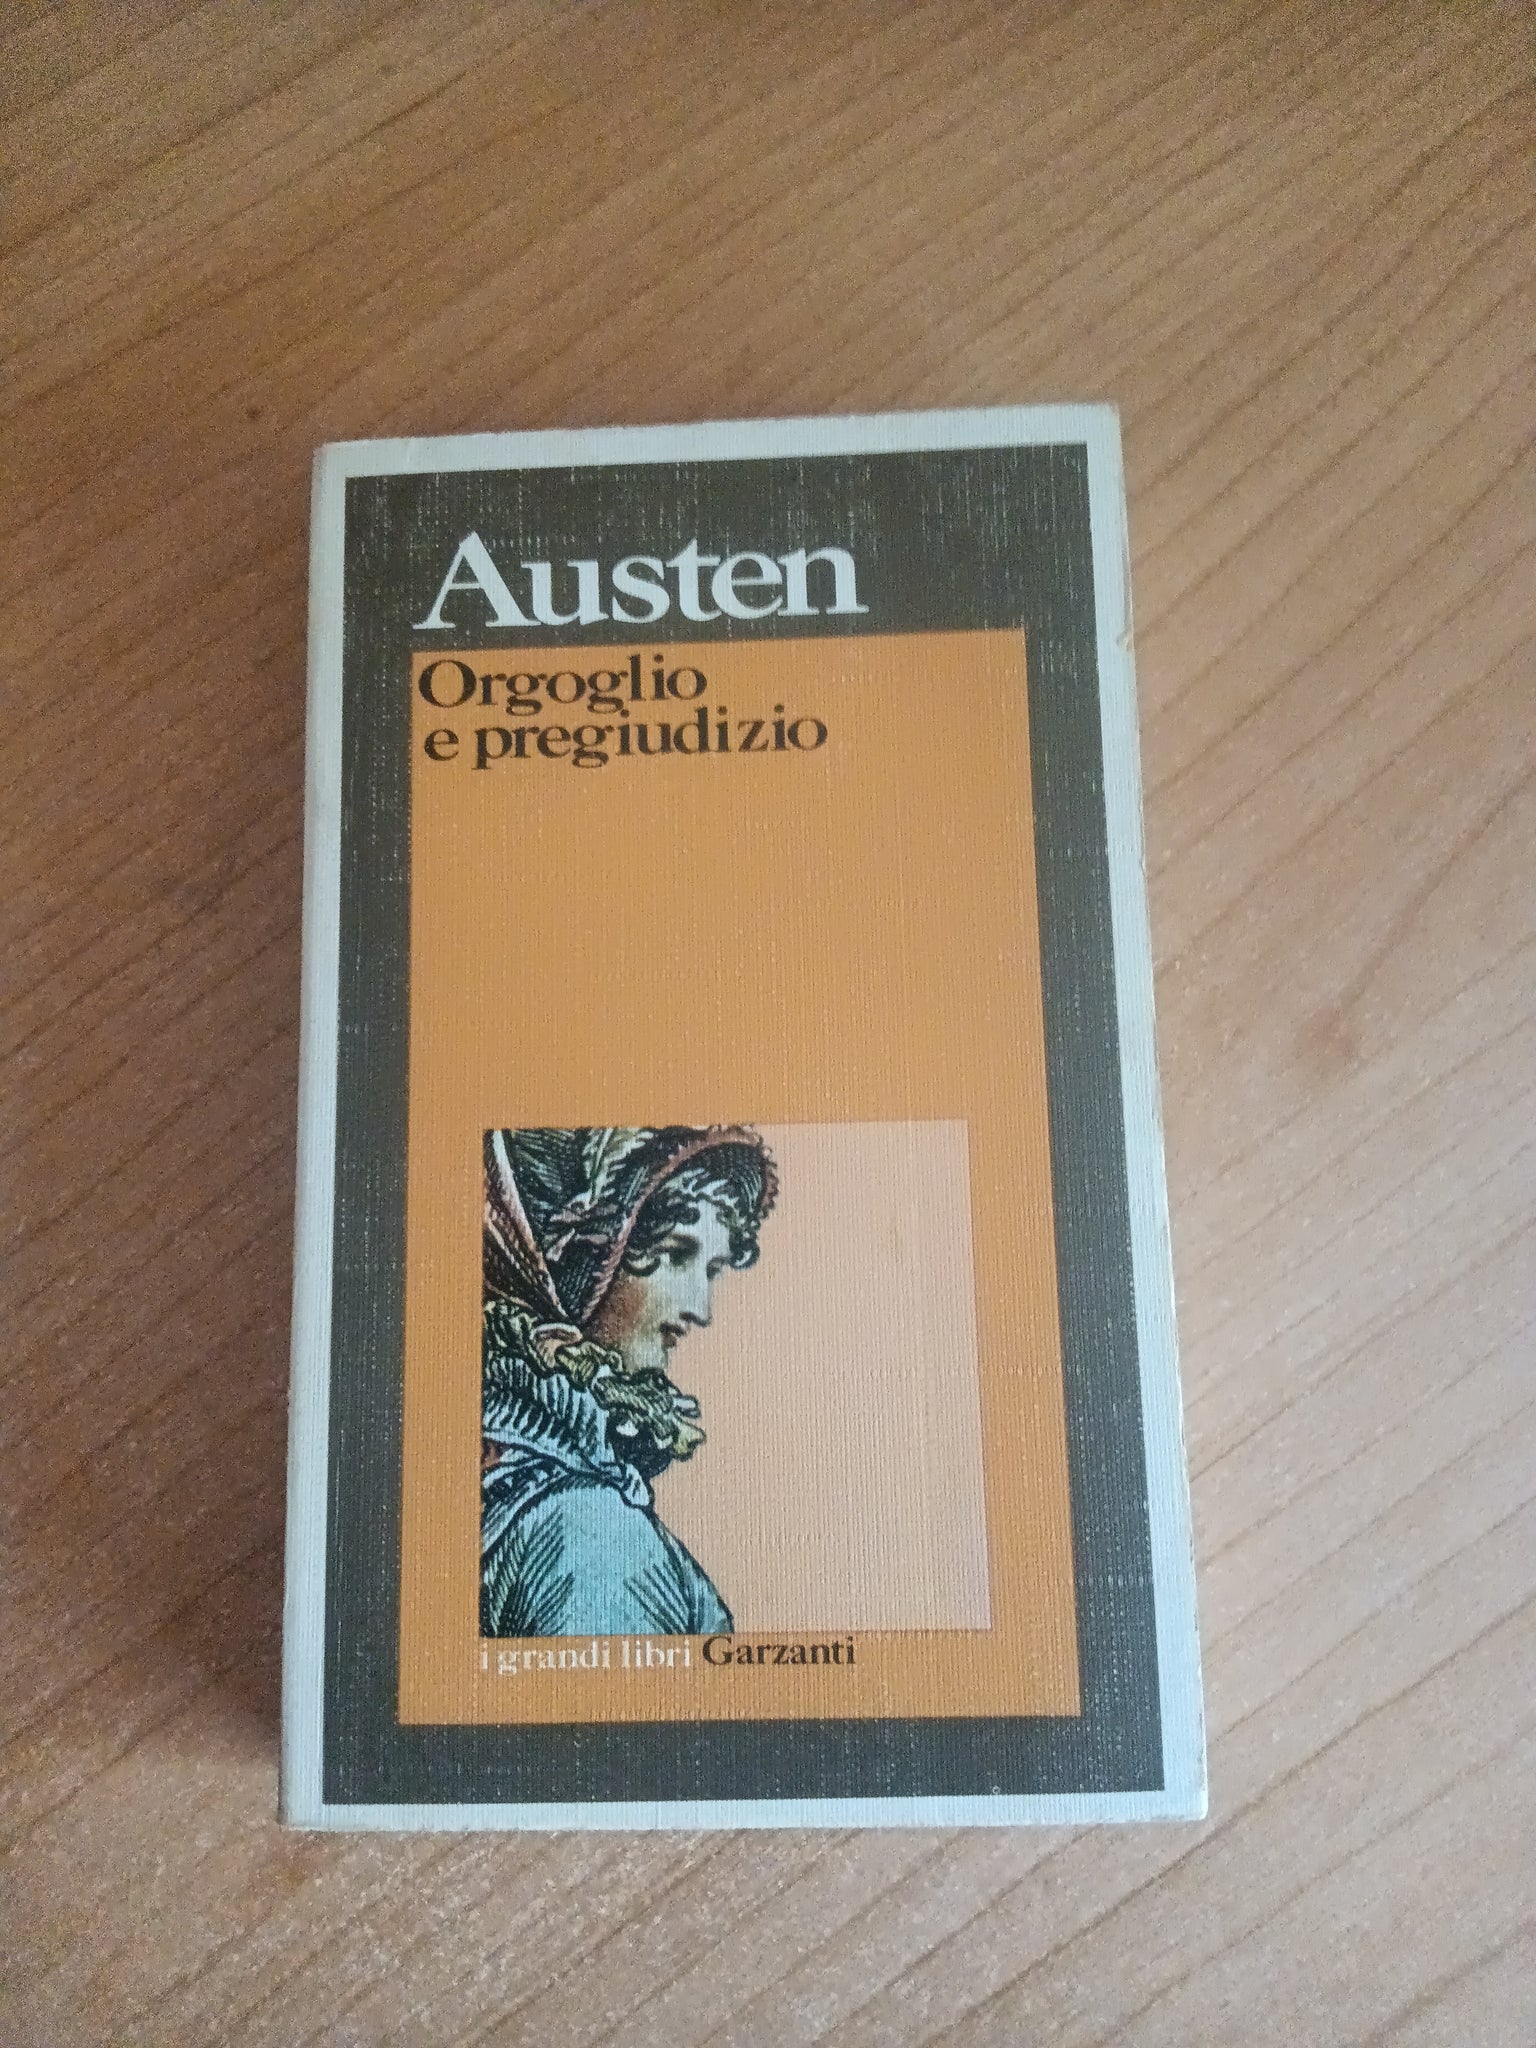 Austen
Orgoglio
e pregiudizio
i grandi libri Garzanti